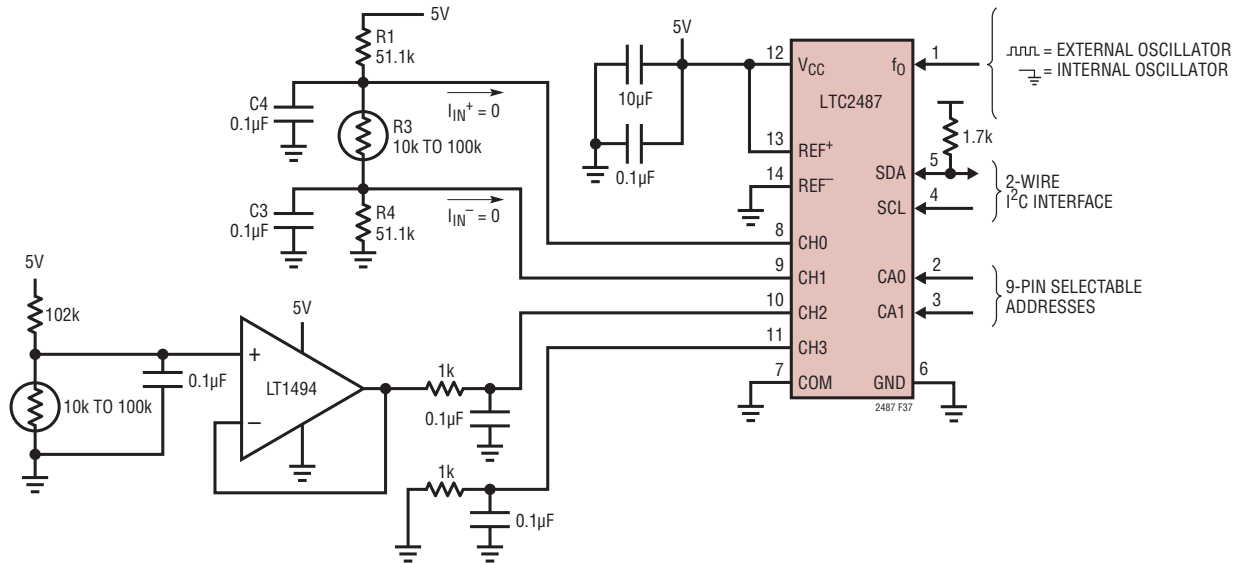 5V
R1
51.1k
C4
0.1µF
IIN+ = 0
R3
10k TO 100k
C3
0.1µF
IIN– = 0
R4
51.1k
5V
102k
0.1µF
10k TO 100k
5V
+
LT1494
–
1k
0.1µF
1k
0.1µF
5V
10µF
0.1µF
12
VCC
fO
1
LTC2487
13
REF+
14
REF–
SDA
5
SCL
4
8
CH0
9
CH1
CA0
2
10
CH2
CA1
3
11
CH3
7
COM
GND
6
2487 F37
= EXTERNAL OSCILLATOR
= INTERNAL OSCILLATOR
1.7k
2-WIRE
I2C INTERFACE
9-PIN SELECTABLE
ADDRESSES